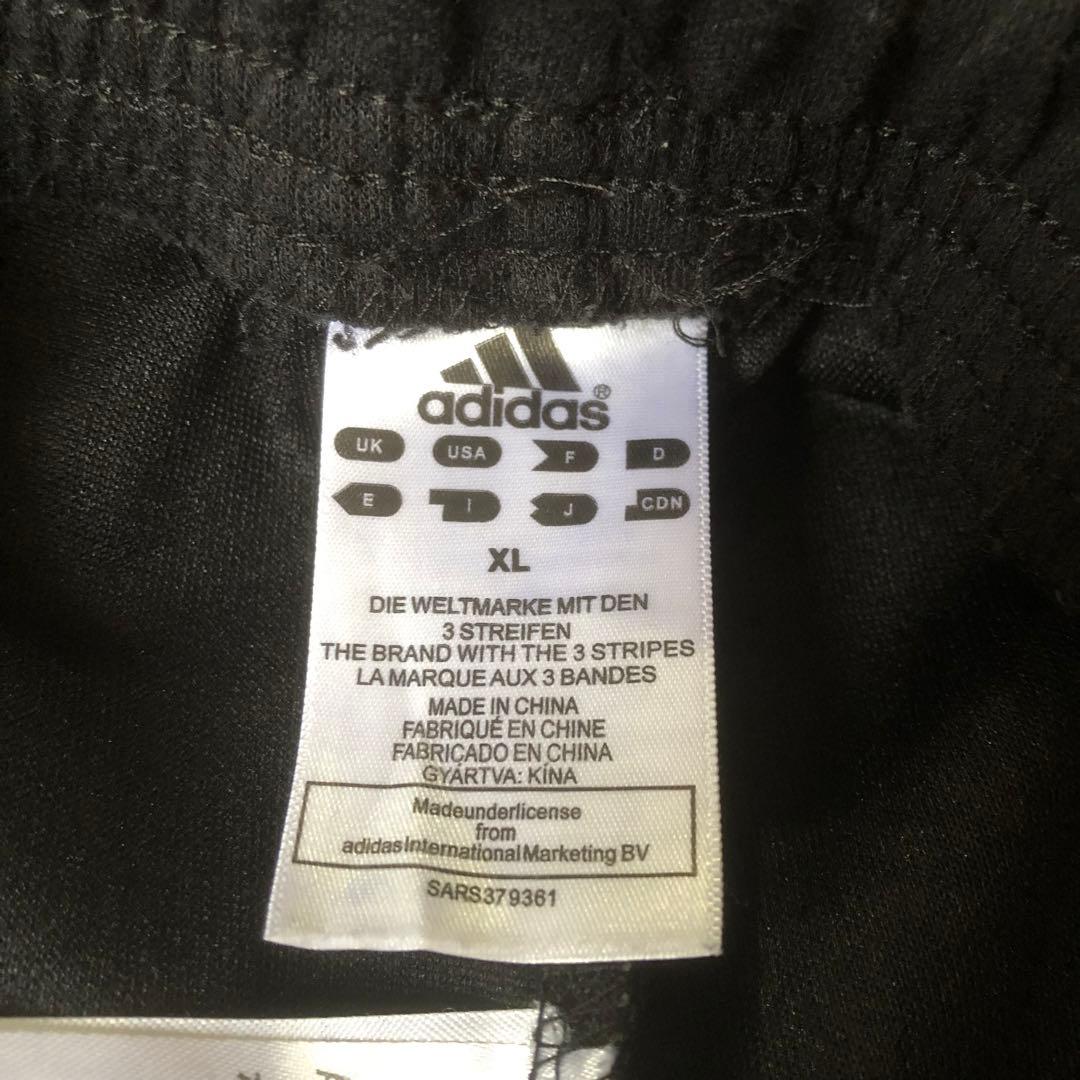 adidas®
UK USA F D
E I J CDN
XL
DIE WELTMARKE MIT DEN
3 STREIFEN
THE BRAND WITH THE 3 STRIPES
LA MARQUE AUX 3 BANDES
MADE IN CHINA
FABRIQUÉ EN CHINE
FABRICADO EN CHINA
GYÁRTVA: KÍNA
Madeunderlicense
from
adidasInternationalMarketing BV
SARS379361